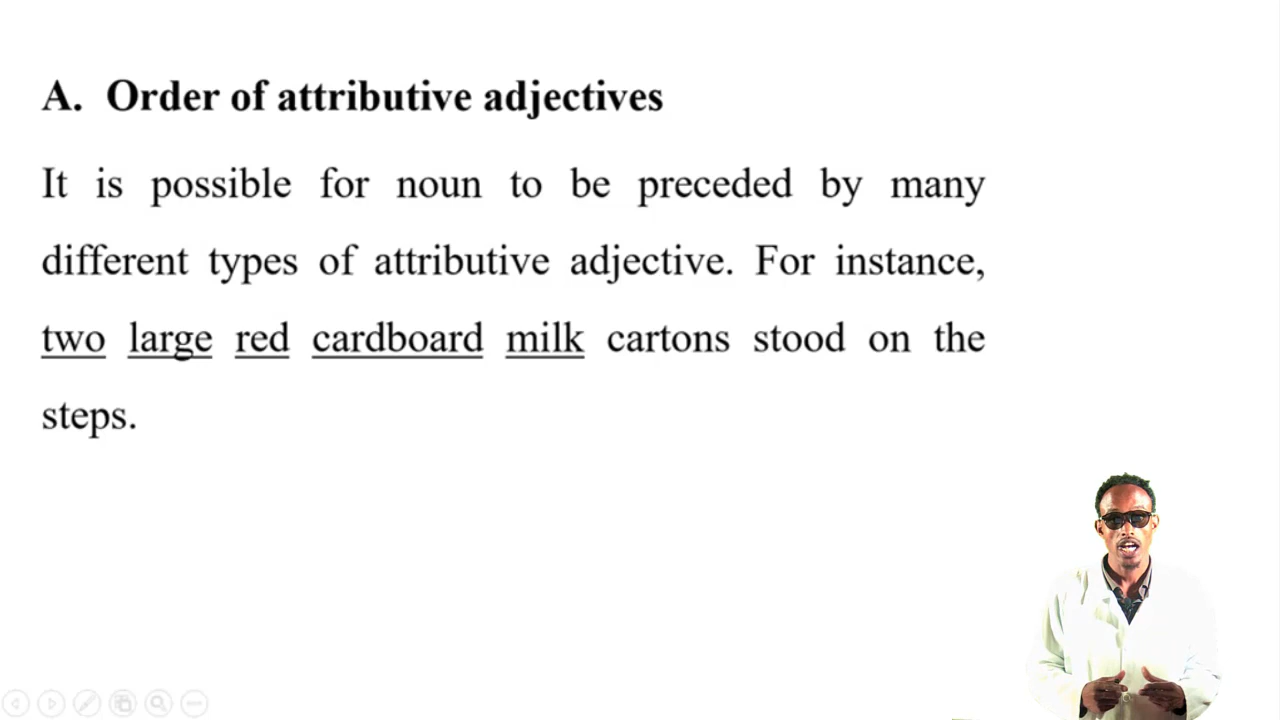 A. Order of attributive adjectives
It is possible for noun to be preceded by many
different types of attributive adjective. For instance,
two large red cardboard milk cartons stood on the
steps.